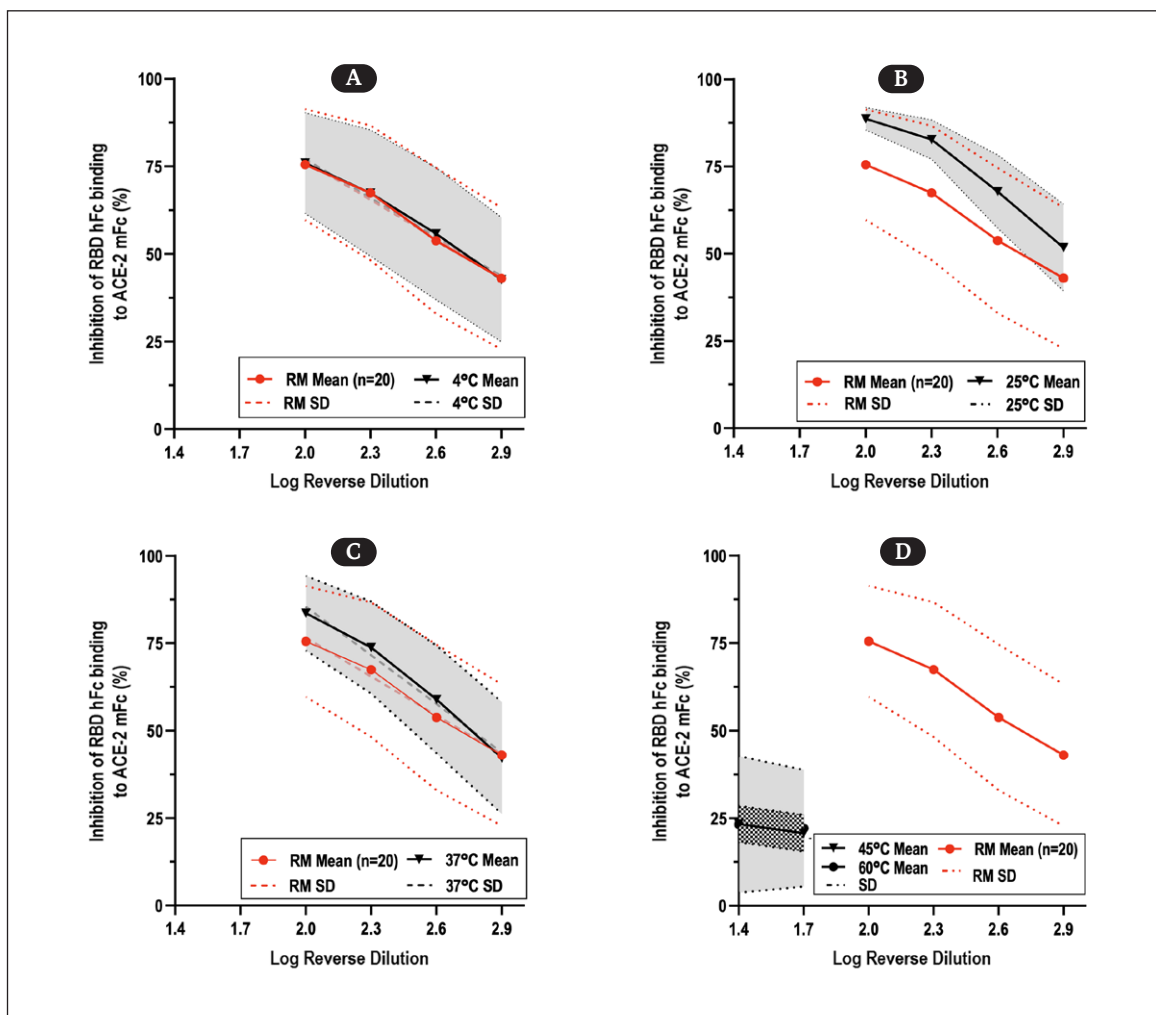 A
Inhibition of RBD hFc binding
to ACE-2 mFc (%)
100
75
50
25
0
RM Mean (n=20)
4°C Mean
RM SD
4°C SD
1.4 1.7 2.0 2.3 2.6 2.9
Log Reverse Dilution
B
Inhibition of RBD hFc binding
to ACE-2 mFc (%)
100
75
50
25
0
RM Mean (n=20)
25°C Mean
RM SD
25°C SD
1.4 1.7 2.0 2.3 2.6 2.9
Log Reverse Dilution
C
Inhibition of RBD hFc binding
to ACE-2 mFc (%)
100
75
50
25
0
RM Mean (n=20)
37°C Mean
RM SD
37°C SD
1.4 1.7 2.0 2.3 2.6 2.9
Log Reverse Dilution
D
Inhibition of RBD hFc binding
to ACE-2 mFc (%)
100
75
50
25
0
45°C Mean
RM Mean (n=20)
60°C Mean
RM SD
SD
1.4 1.7 2.0 2.3 2.6 2.9
Log Reverse Dilution